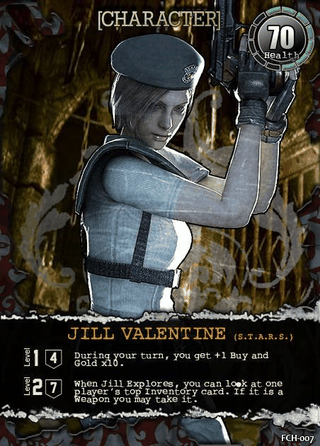 [CHARACTER]
70
Health
JILL VALENTINE (S.T.A.R.S.)
Level 1 4 During your turn, you get +1 Buy and
Gold x10.
Level 2 7 When Jill Explores, you can look at one
player's top Inventory card. If it is a
Weapon you may take it.
FCH-007